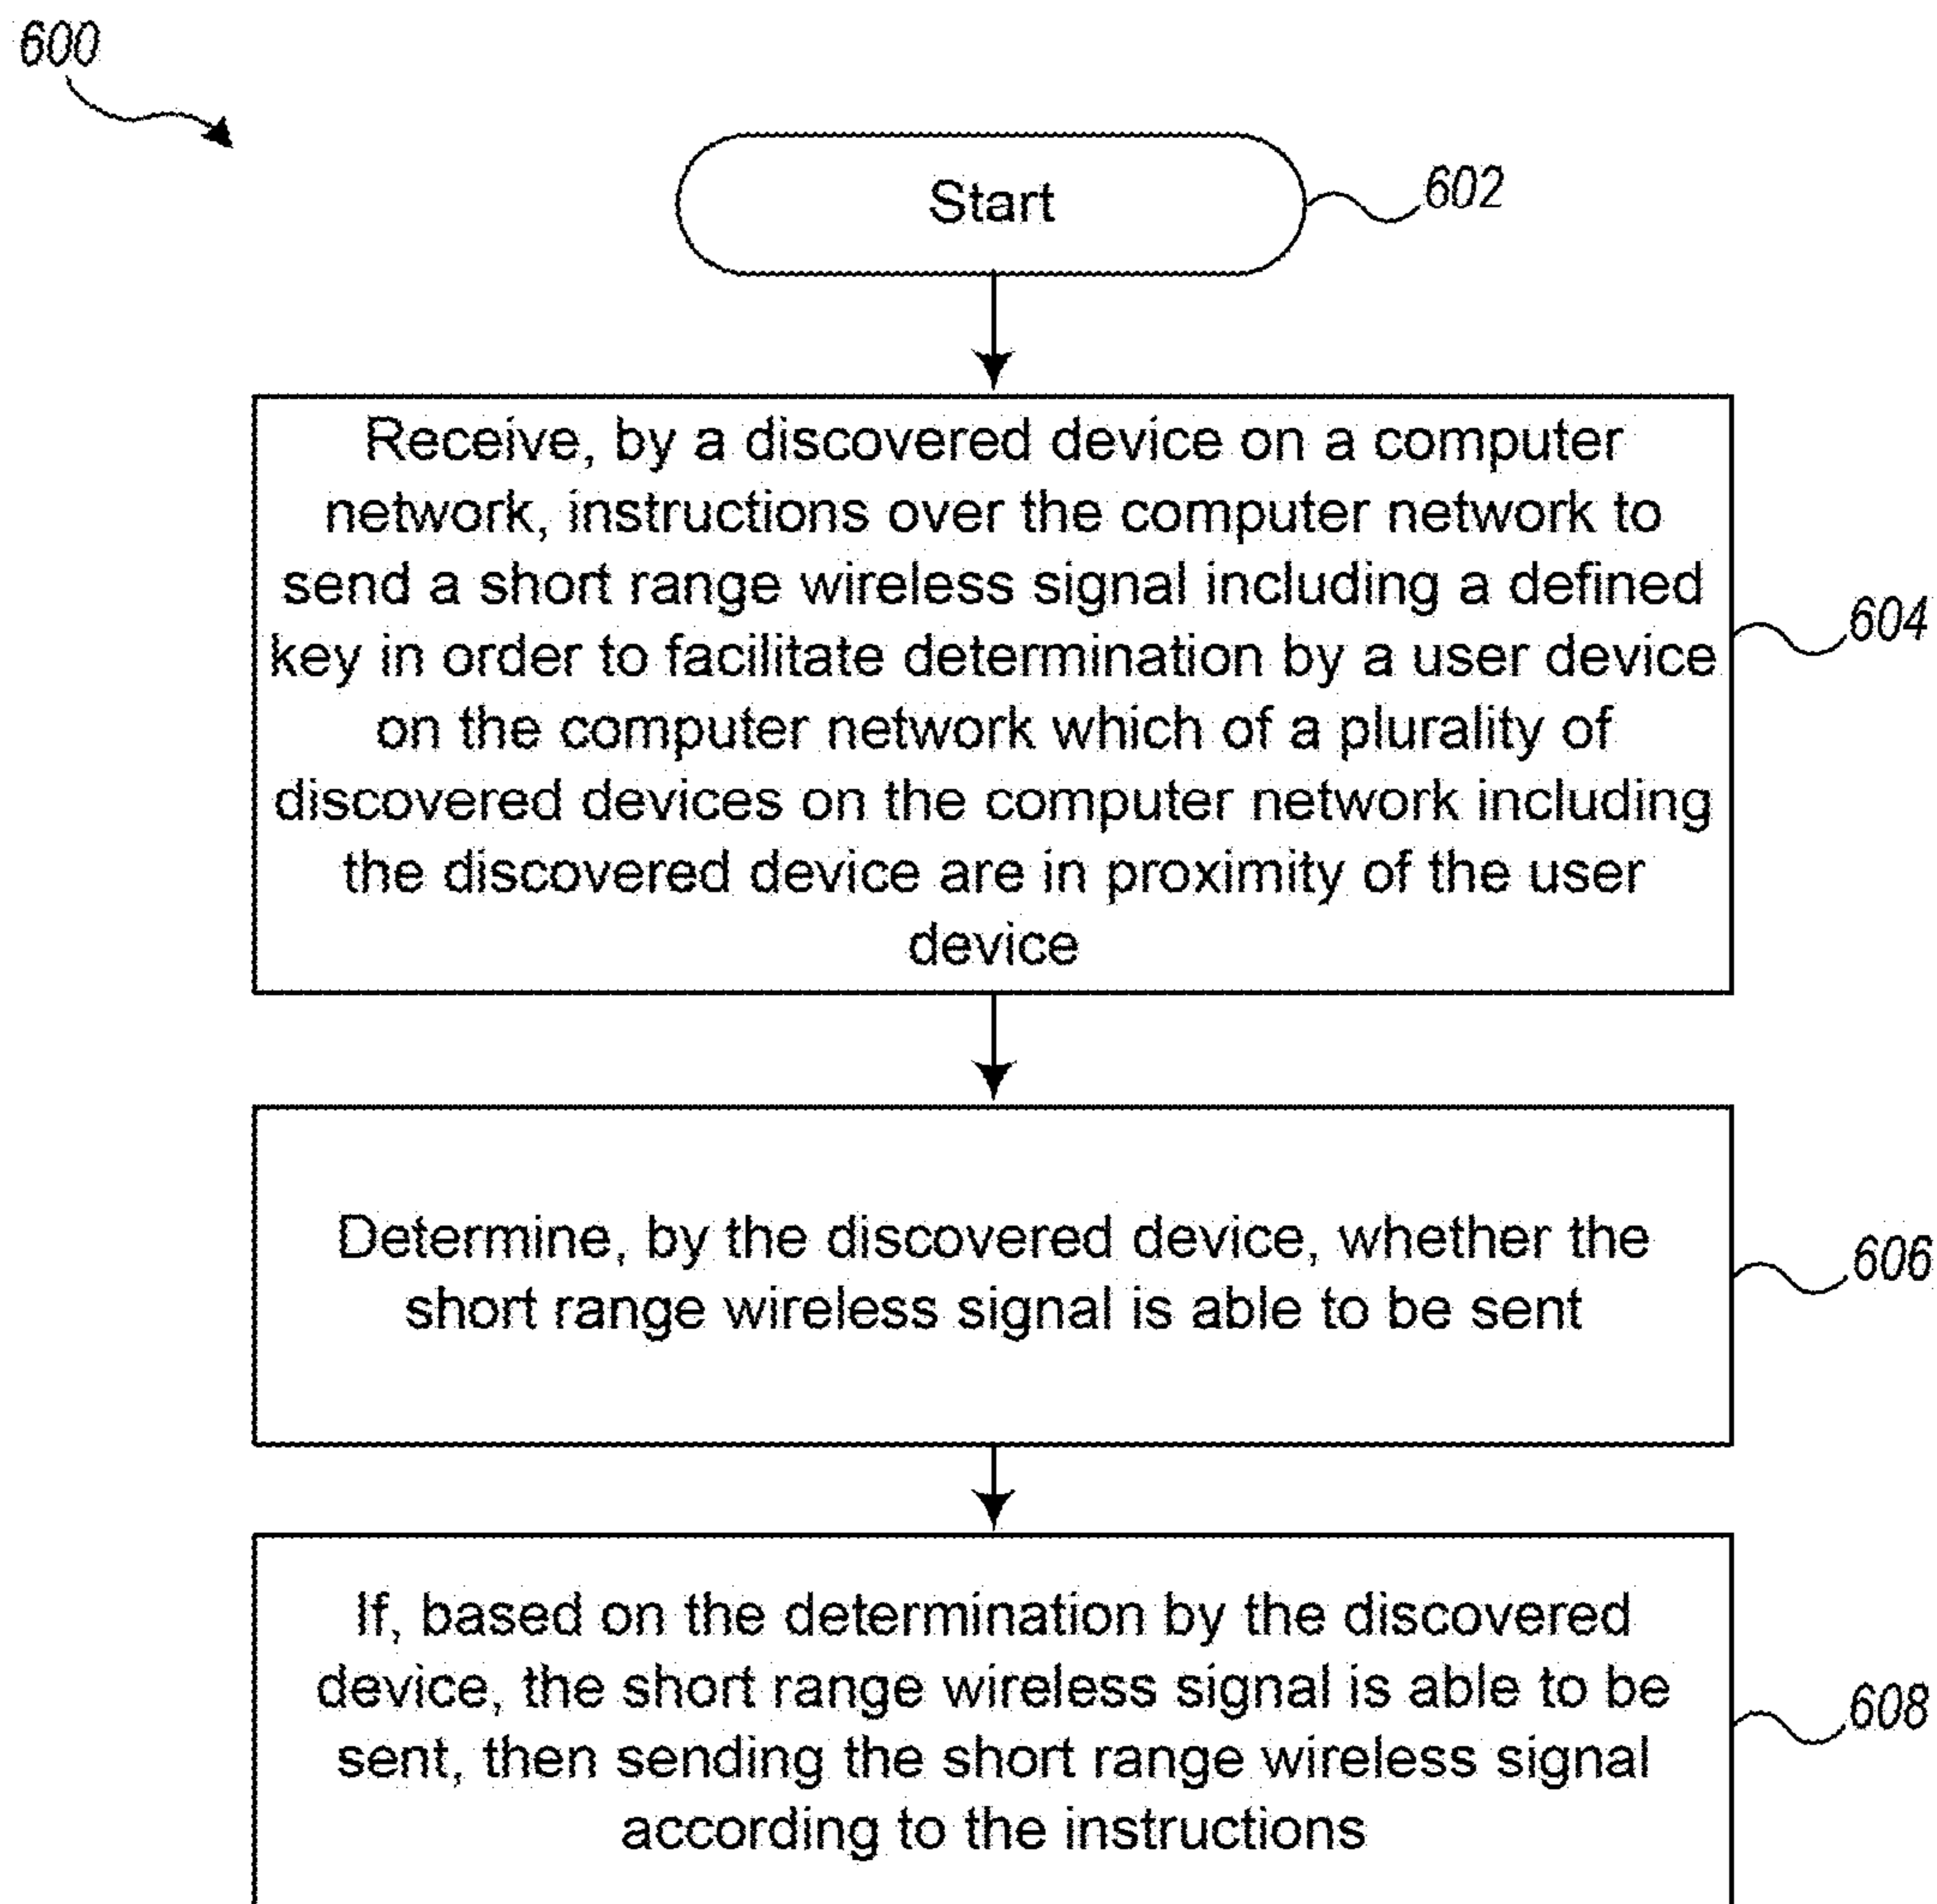 600
Start
602
Receive, by a discovered device on a computer
network, instructions over the computer network to
send a short range wireless signal including a defined
key in order to facilitate determination by a user device
on the computer network which of a plurality of
discovered devices on the computer network including
the discovered device are in proximity of the user
device
604
Determine, by the discovered device, whether the
short range wireless signal is able to be sent
606
If, based on the determination by the discovered
device, the short range wireless signal is able to be
sent, then sending the short range wireless signal
according to the instructions
608